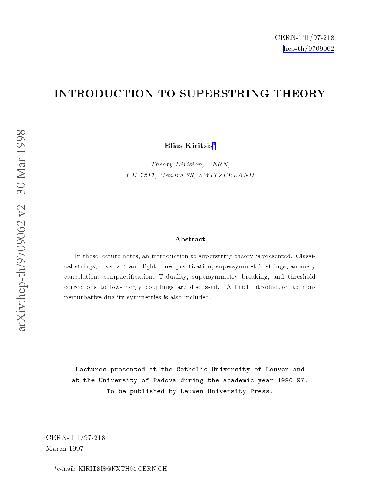 CERN-TH/97-218
hep-th/9709062
INTRODUCTION TO SUPERSTRING THEORY
Elias Kiritsis*
Theory Division, CERN,
CH-1211, Geneva 23, SWITZERLAND
Abstract
In these lecture notes, an introduction to superstring theory is presented. Classi-
cal strings, covariant and light-cone quantization, supersymmetric strings, anomaly
cancelation, compactification, T-duality, supersymmetry breaking, and threshold
corrections to low-energy couplings are discussed. A brief introduction to non-
perturbative duality symmetries is also included.
Lectures presented at the Catholic University of Leuven and
at the University of Padova during the academic year 1996-97.
To be published by Leuven University Press.
CERN-TH/97-218
March 1997
e-mail: KIRITSIS@NXTH04.CERN.CH
arXiv:hep-th/9709062 v2 30 Mar 1998